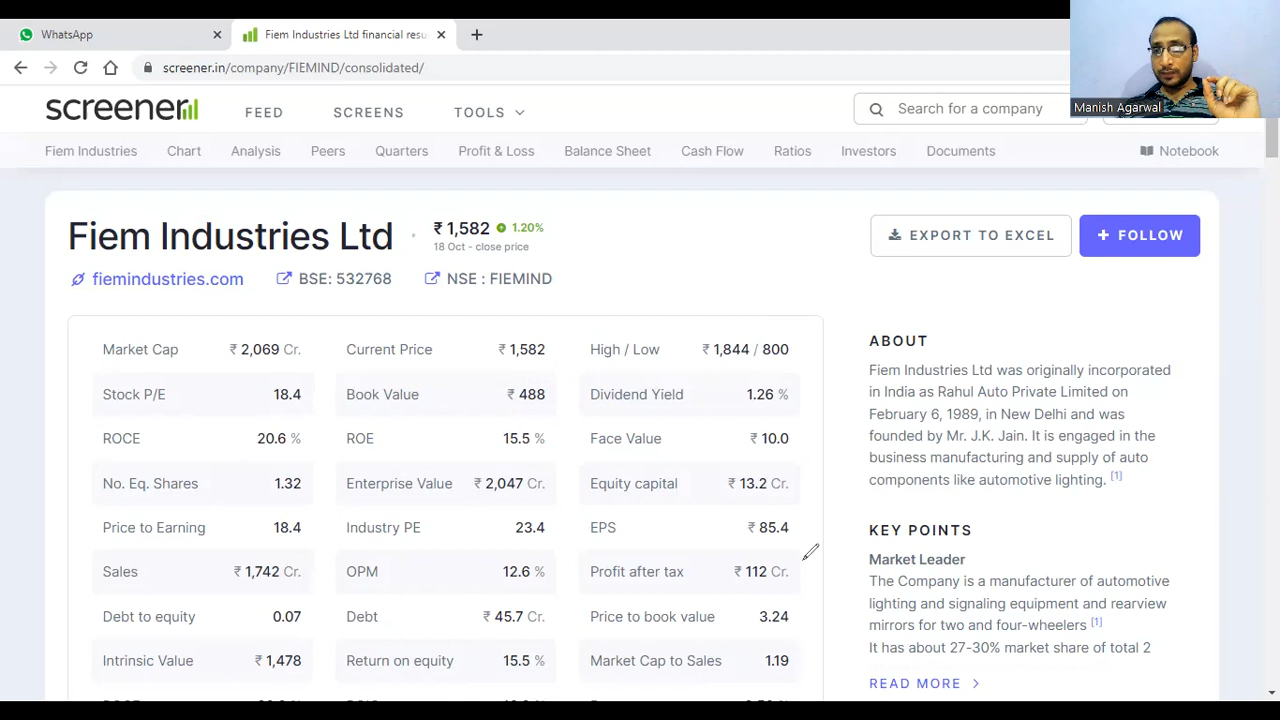 WhatsApp
Fiem Industries Ltd financial resu
screener.in/company/FIEMIND/consolidated/
Manish Agarwal
screener
FEED SCREENS TOOLS
Search for a company
Fiem Industries Chart Analysis Peers Quarters Profit & Loss Balance Sheet Cash Flow Ratios Investors Documents Notebook
Fiem Industries Ltd
₹ 1,582 1.20%
18 Oct - close price
EXPORT TO EXCEL
+ FOLLOW
fiemindustries.com BSE: 532768 NSE : FIEMIND
Market Cap ₹ 2,069 Cr. Current Price ₹ 1,582 High / Low ₹ 1,844 / 800
Stock P/E 18.4 Book Value ₹ 488 Dividend Yield 1.26 %
ROCE 20.6 % ROE 15.5 % Face Value ₹ 10.0
No. Eq. Shares 1.32 Enterprise Value ₹ 2,047 Cr. Equity capital ₹ 13.2 Cr.
Price to Earning 18.4 Industry PE 23.4 EPS ₹ 85.4
Sales ₹ 1,742 Cr. OPM 12.6 % Profit after tax ₹ 112 Cr.
Debt to equity 0.07 Debt ₹ 45.7 Cr. Price to book value 3.24
Intrinsic Value ₹ 1,478 Return on equity 15.5 % Market Cap to Sales 1.19
ABOUT
Fiem Industries Ltd was originally incorporated
in India as Rahul Auto Private Limited on
February 6, 1989, in New Delhi and was
founded by Mr. J.K. Jain. It is engaged in the
business manufacturing and supply of auto
components like automotive lighting. [1]
KEY POINTS
Market Leader
The Company is a manufacturer of automotive
lighting and signaling equipment and rearview
mirrors for two and four-wheelers [1]
It has about 27-30% market share of total 2
READ MORE